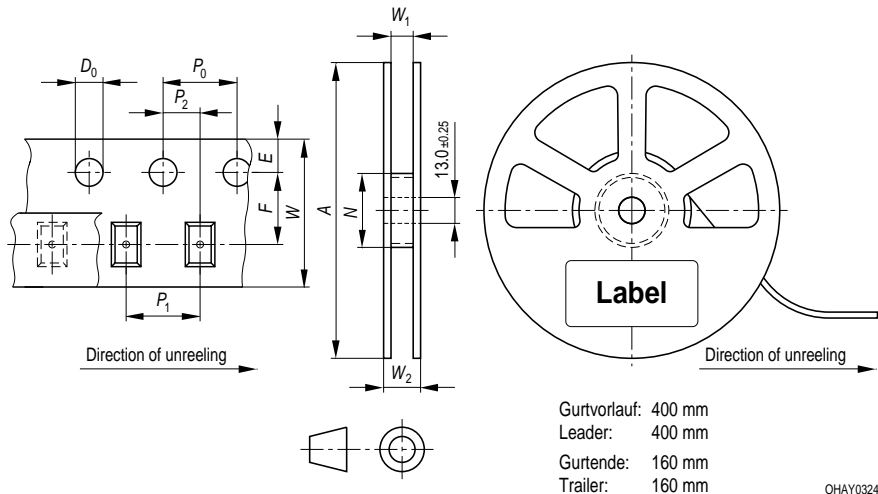 W1
D0
P0
P2
E
F
W
A
N
13.0±0.25
P1
W2
Label
Direction of unreeling
Direction of unreeling
Gurtvorlauf: 400 mm
Leader: 400 mm
Gurtende: 160 mm
Trailer: 160 mm
OHAY0324